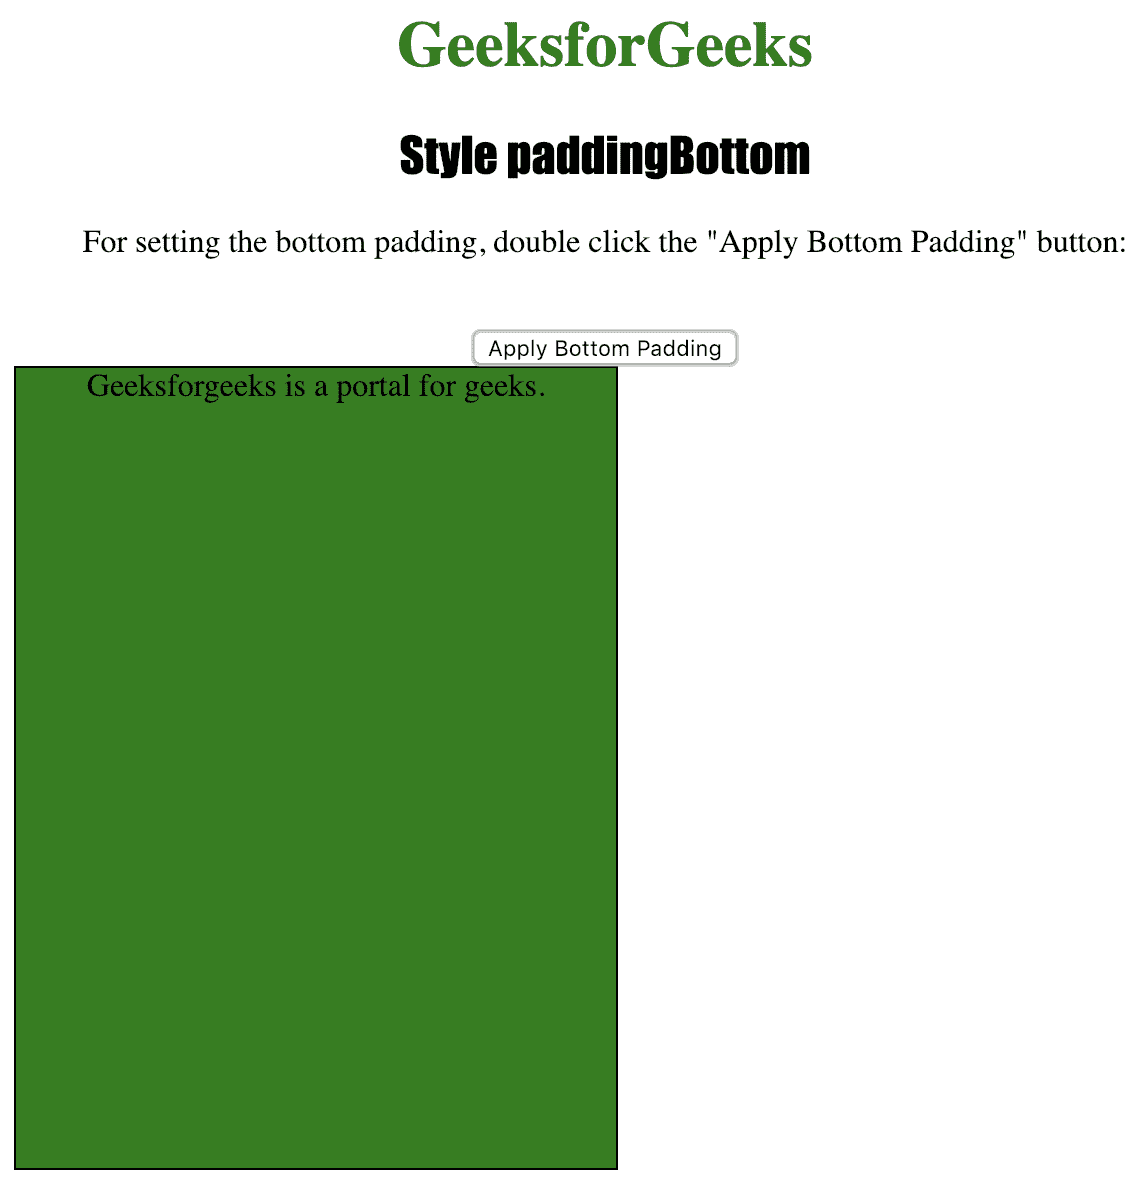 GeeksforGeeks
Style paddingBottom
For setting the bottom padding, double click the "Apply Bottom Padding" button:
Apply Bottom Padding
Geeksforgeeks is a portal for geeks.